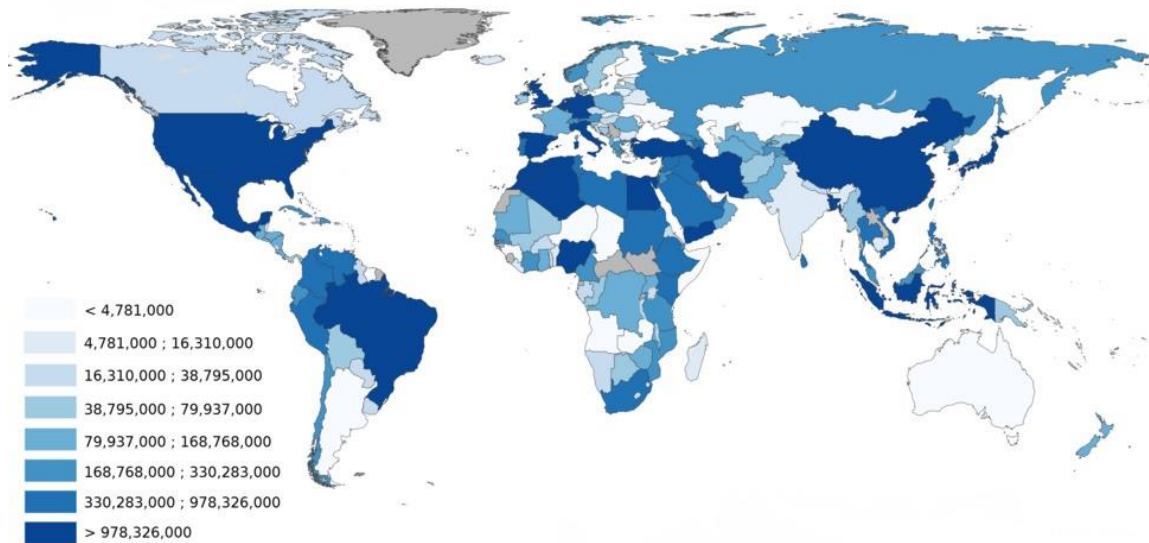 < 4,781,000
4,781,000 ; 16,310,000
16,310,000 ; 38,795,000
38,795,000 ; 79,937,000
79,937,000 ; 168,768,000
168,768,000 ; 330,283,000
330,283,000 ; 978,326,000
> 978,326,000